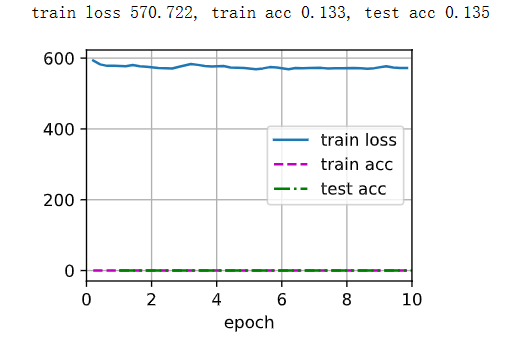 train loss 570.722, train acc 0.133, test acc 0.135
600
400
200
0
train loss
train acc
test acc
0 2 4 6 8 10
epoch